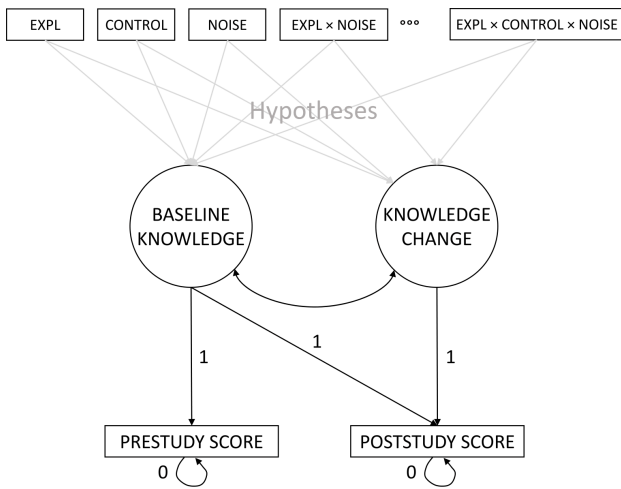 EXPL CONTROL NOISE EXPL × NOISE °°° EXPL × CONTROL × NOISE
Hypotheses
BASELINE KNOWLEDGE
KNOWLEDGE CHANGE
1
1
1
PRESTUDY SCORE
POSTSTUDY SCORE
0
0